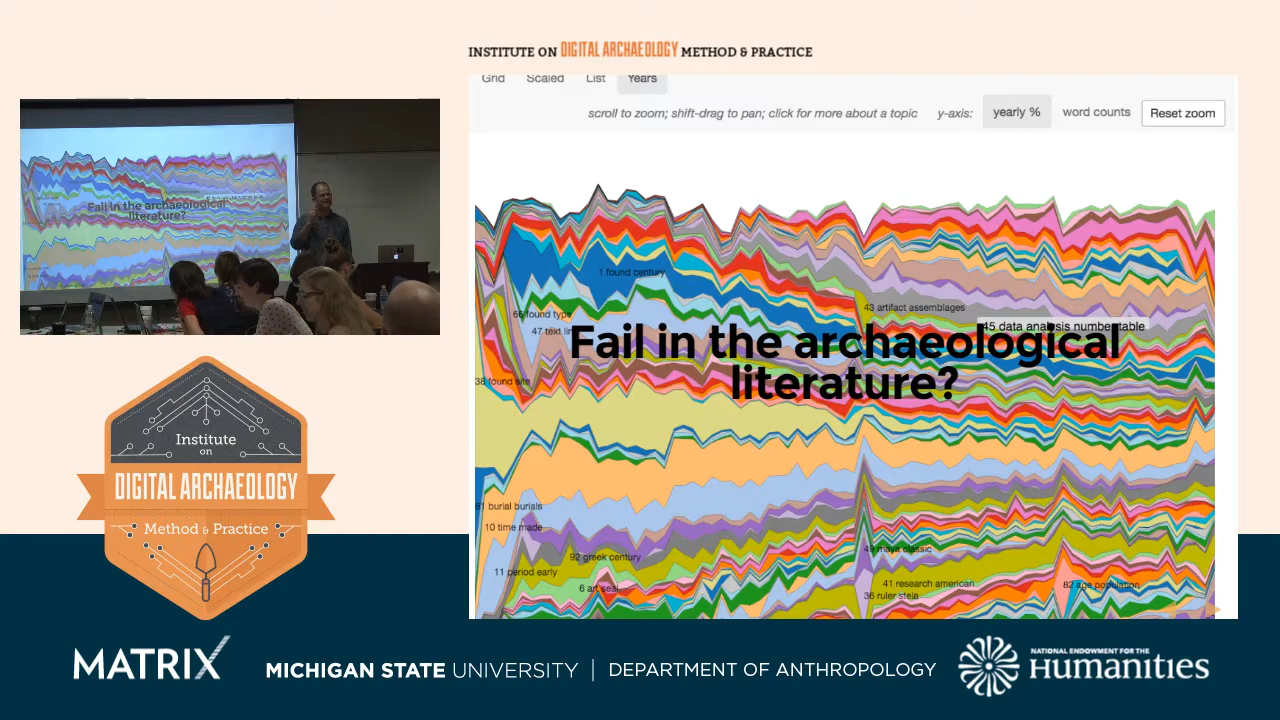 INSTITUTE ON DIGITAL ARCHAEOLOGY METHOD & PRACTICE
Grid Scaled List Years
scroll to zoom; shift-drag to pan; click for more about a topic y-axis: yearly % word counts Reset zoom
Fail in the archaeological
literature?
1 found century
66 found type
43 artifact assemblages
45 data analysis number table
47 text
Fail in the archaeological
literature?
38 found site
81 burial burials
10 time made
92 greek century
49 maya classic
11 period early
41 research american
82 age population
6 art seal
36 ruler stela
Institute
on
DIGITAL ARCHAEOLOGY
Method & Practice
MATRIX
MICHIGAN STATE UNIVERSITY | DEPARTMENT OF ANTHROPOLOGY
NATIONAL ENDOWMENT FOR THE
Humanities